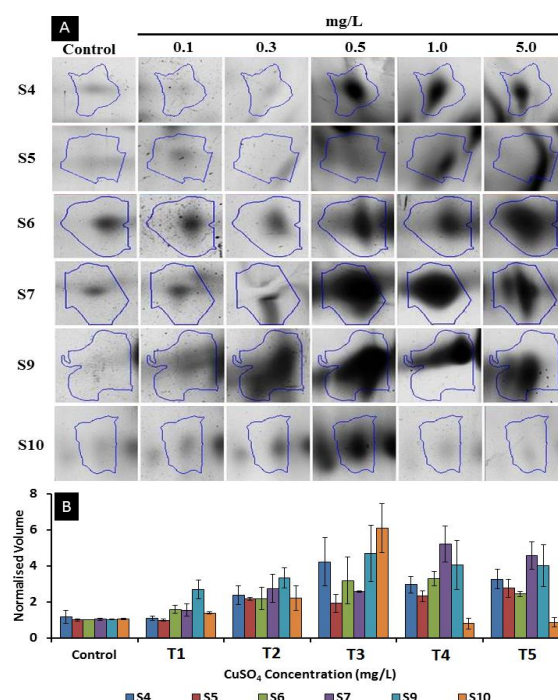 A
mg/L
Control 0.1 0.3 0.5 1.0 5.0
S4
S5
S6
S7
S9
S10
B
Normalised Volume
8
6
4
2
0
Control T1 T2 T3 T4 T5
CuSO₄ Concentration (mg/L)
S4 S5 S6 S7 S9 S10